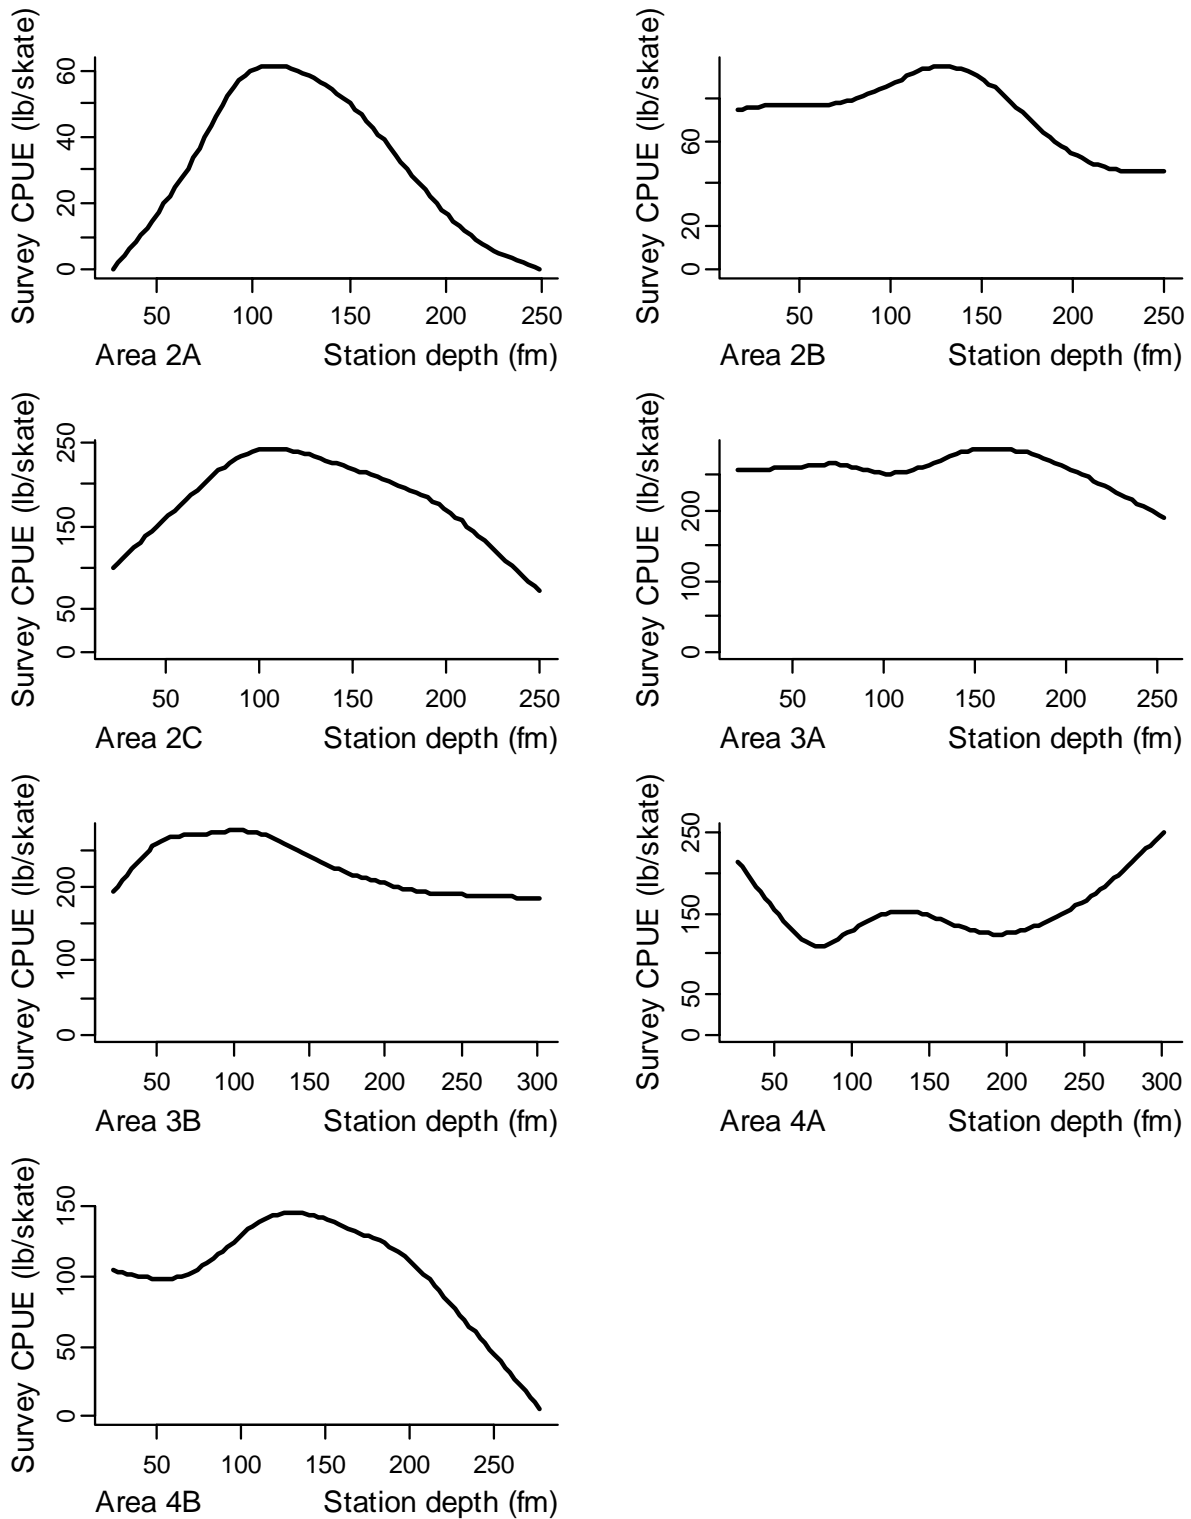 Survey CPUE (lb/skate)
60
40
20
0
50 100 150 200 250
Area 2A Station depth (fm)
Survey CPUE (lb/skate)
60
20
0
50 100 150 200 250
Area 2B Station depth (fm)
Survey CPUE (lb/skate)
250
150
50
0
50 100 150 200 250
Area 2C Station depth (fm)
Survey CPUE (lb/skate)
200
100
0
50 100 150 200 250
Area 3A Station depth (fm)
Survey CPUE (lb/skate)
200
100
0
50 100 150 200 250 300
Area 3B Station depth (fm)
Survey CPUE (lb/skate)
250
150
50
0
50 100 150 200 250 300
Area 4A Station depth (fm)
Survey CPUE (lb/skate)
150
100
50
0
50 100 150 200 250
Area 4B Station depth (fm)